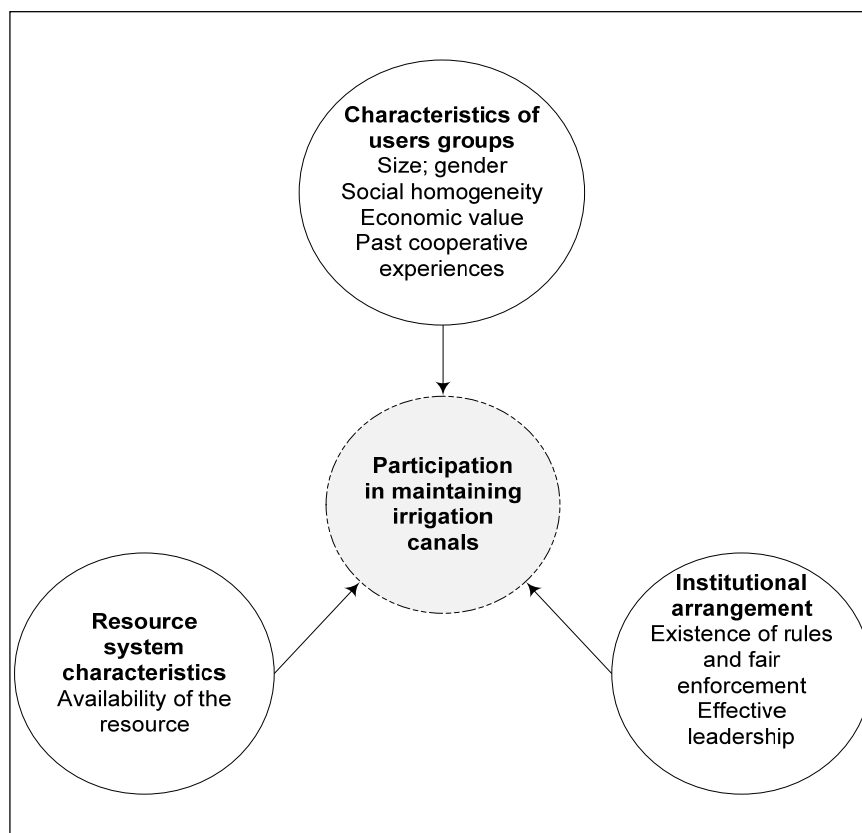 Characteristics of
users groups
Size; gender
Social homogeneity
Economic value
Past cooperative
experiences
Participation
in maintaining
irrigation
canals
Resource
system
characteristics
Availability of the
resource
Institutional
arrangement
Existence of rules
and fair
enforcement
Effective
leadership